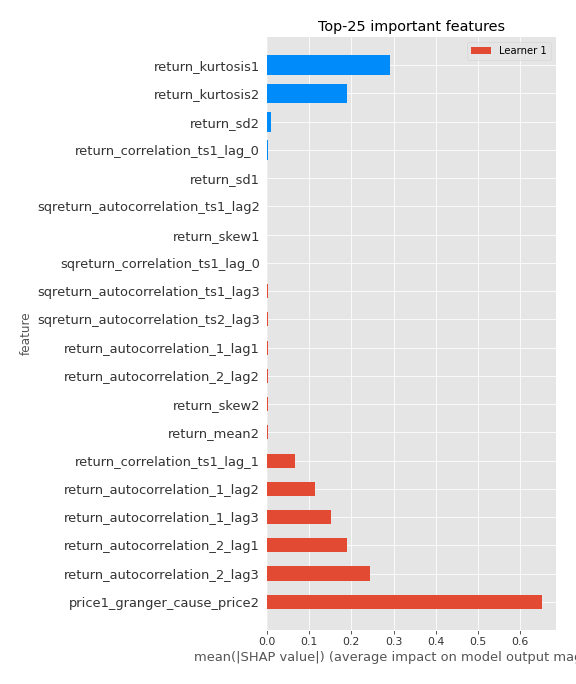 Top-25 important features
Learner 1
return_kurtosis1
return_kurtosis2
return_sd2
return_correlation_ts1_lag_0
return_sd1
sqreturn_autocorrelation_ts1_lag2
return_skew1
sqreturn_correlation_ts1_lag_0
sqreturn_autocorrelation_ts1_lag3
sqreturn_autocorrelation_ts2_lag3
return_autocorrelation_1_lag1
return_autocorrelation_2_lag2
return_skew2
return_mean2
return_correlation_ts1_lag_1
return_autocorrelation_1_lag2
return_autocorrelation_1_lag3
return_autocorrelation_2_lag1
return_autocorrelation_2_lag3
price1_granger_cause_price2
feature
0.0 0.1 0.2 0.3 0.4 0.5 0.6
mean(|SHAP value|) (average impact on model output mag